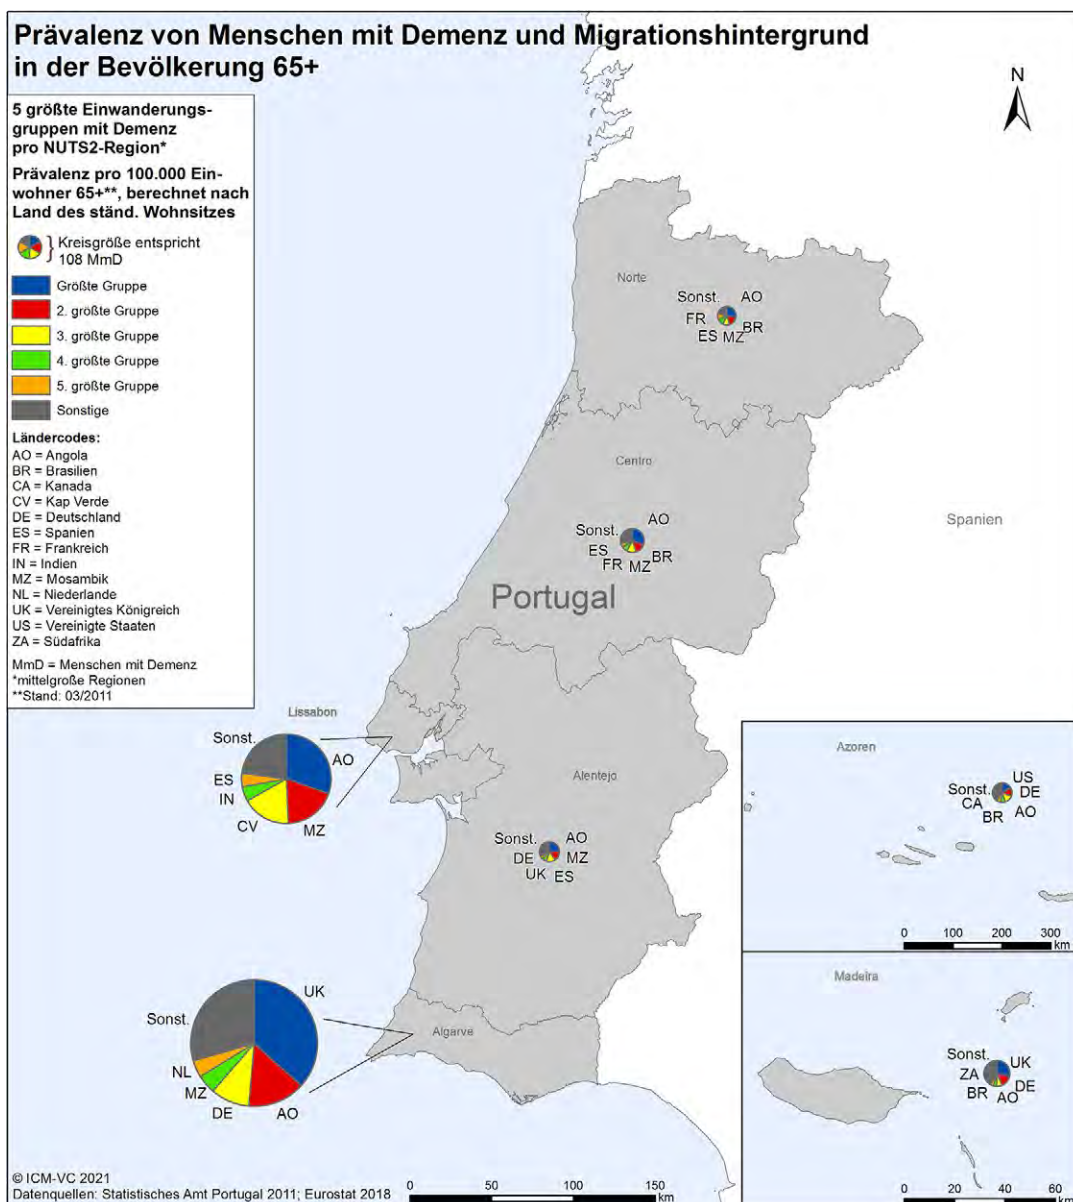 Prävalenz von Menschen mit Demenz und Migrationshintergrund
in der Bevölkerung 65+
5 größte Einwanderungs-
gruppen mit Demenz
pro NUTS2-Region*
Prävalenz pro 100.000 Ein-
wohner 65+**, berechnet nach
Land des ständ. Wohnsitzes
Kreisgröße entspricht
108 MmD
Größte Gruppe
2. größte Gruppe
3. größte Gruppe
4. größte Gruppe
5. größte Gruppe
Sonstige
Ländercodes:
AO = Angola
BR = Brasilien
CA = Kanada
CV = Kap Verde
DE = Deutschland
ES = Spanien
FR = Frankreich
IN = Indien
MZ = Mosambik
NL = Niederlande
UK = Vereinigtes Königreich
US = Vereinigte Staaten
ZA = Südafrika
MmD = Menschen mit Demenz
*mittelgroße Regionen
**Stand: 03/2011
N
Norte
Sonst. AO
FR BR
ES MZ
Centro
Sonst. AO
ES BR
FR MZ
Spanien
Portugal
Lissabon
Sonst. AO
ES
IN
CV MZ
Alentejo
Sonst. AO
DE MZ
UK ES
Algarve
UK
Sonst.
NL
MZ
DE AO
Azoren
US
Sonst. DE
CA
BR AO
0 100 200 300
km
Madeira
Sonst. UK
ZA DE
BR AO
0 20 40 60
km
© ICM-VC 2021
Datenquellen: Statistisches Amt Portugal 2011; Eurostat 2018
0 50 100 150
km